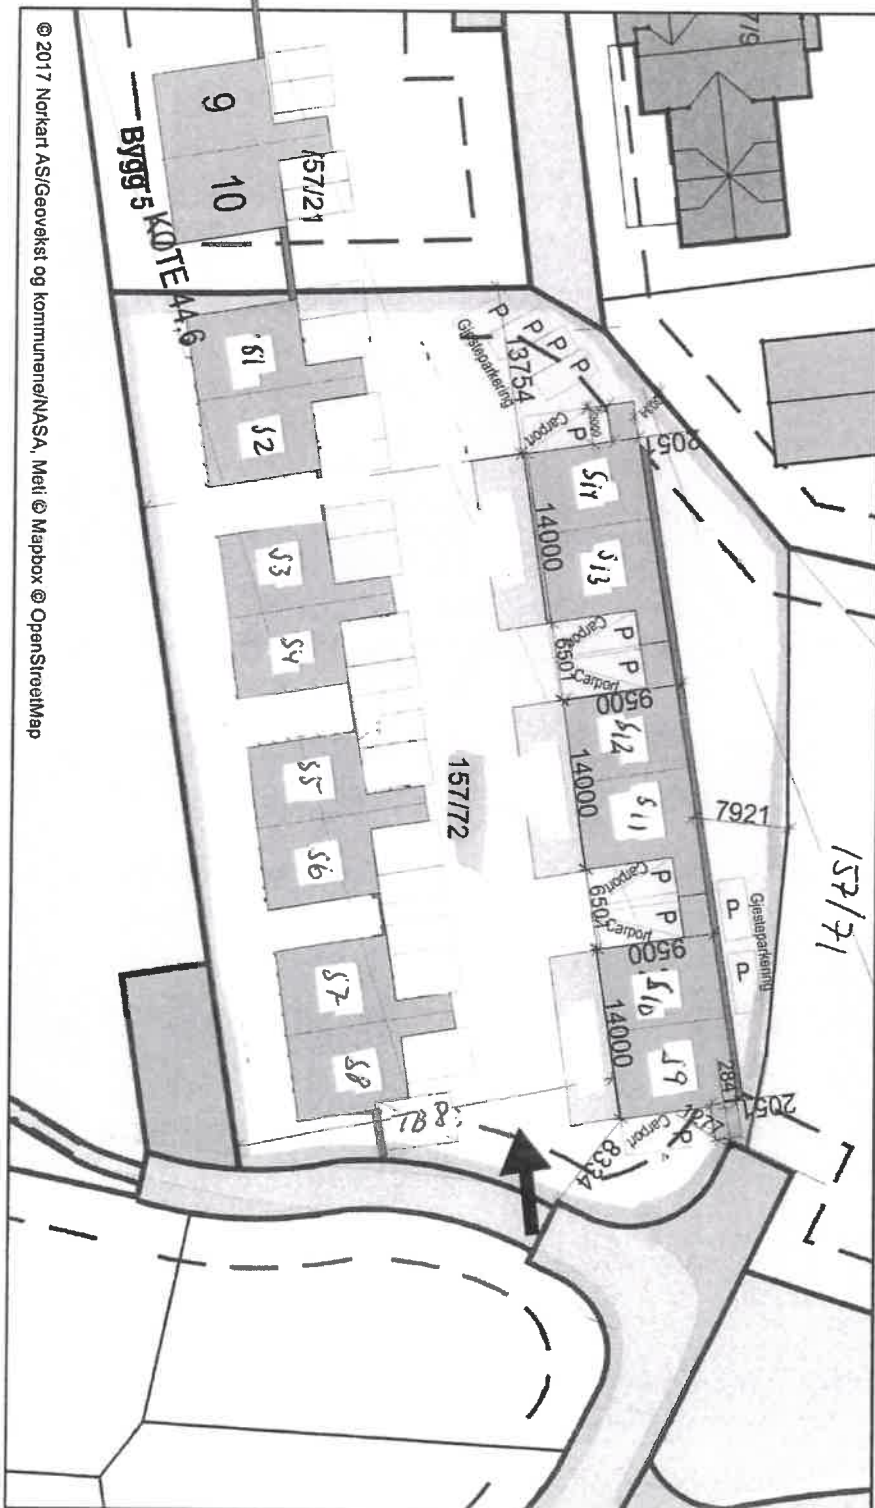 © 2017 Norkart AS/Geovekst og kommunene/NASA, Meti © Mapbox © OpenStreetMap
9
10
Bygg 5 KOTE 44,6
157/21
S1
S2
S3
S4
S5
S6
S7
S8
157/72
P
P
P
P
Gjesteparkering
13754
Carport
P
2051
S14
S13
14000
Carport
P
P
Carport
6501
9500
S12
S11
14000
7921
Carport
P
P
Carport
6501
9500
S10
S9
14000
P
P
Gjesteparkering
157/71
2841
2051
Carport
P
8334